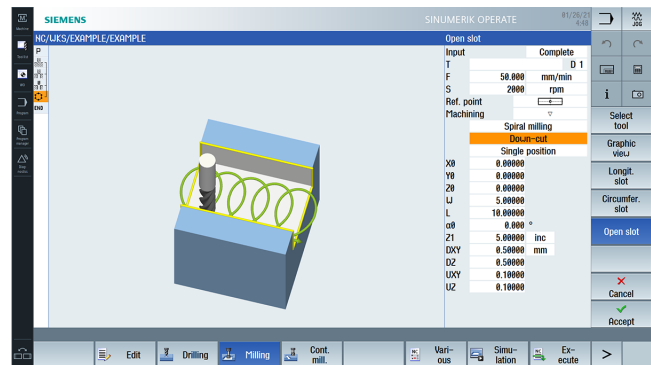 SIEMENS
SINUMERIK OPERATE
JOG
NC/WKS/EXAMPLE/EXAMPLE
Open slot
P
END
Input Complete
T D 1
F 50.000 mm/min
S 2000 rpm
Ref. point
Machining ▽
Spiral milling
Down-cut
Single position
X0 0.00000
Y0 0.00000
Z0 0.00000
W 5.00000
L 10.00000
α0 0.000 °
Z1 5.00000 inc
DXY 0.50000 mm
DZ 0.50000
UXY 0.10000
UZ 0.10000
Select
tool
Graphic
view
Longit.
slot
Circumfer.
slot
Open slot
Cancel
Accept
Edit
Drilling
Milling
Cont.
mill.
NC
Vari-
ous
Simu-
lation
NC
Ex-
ecute
>